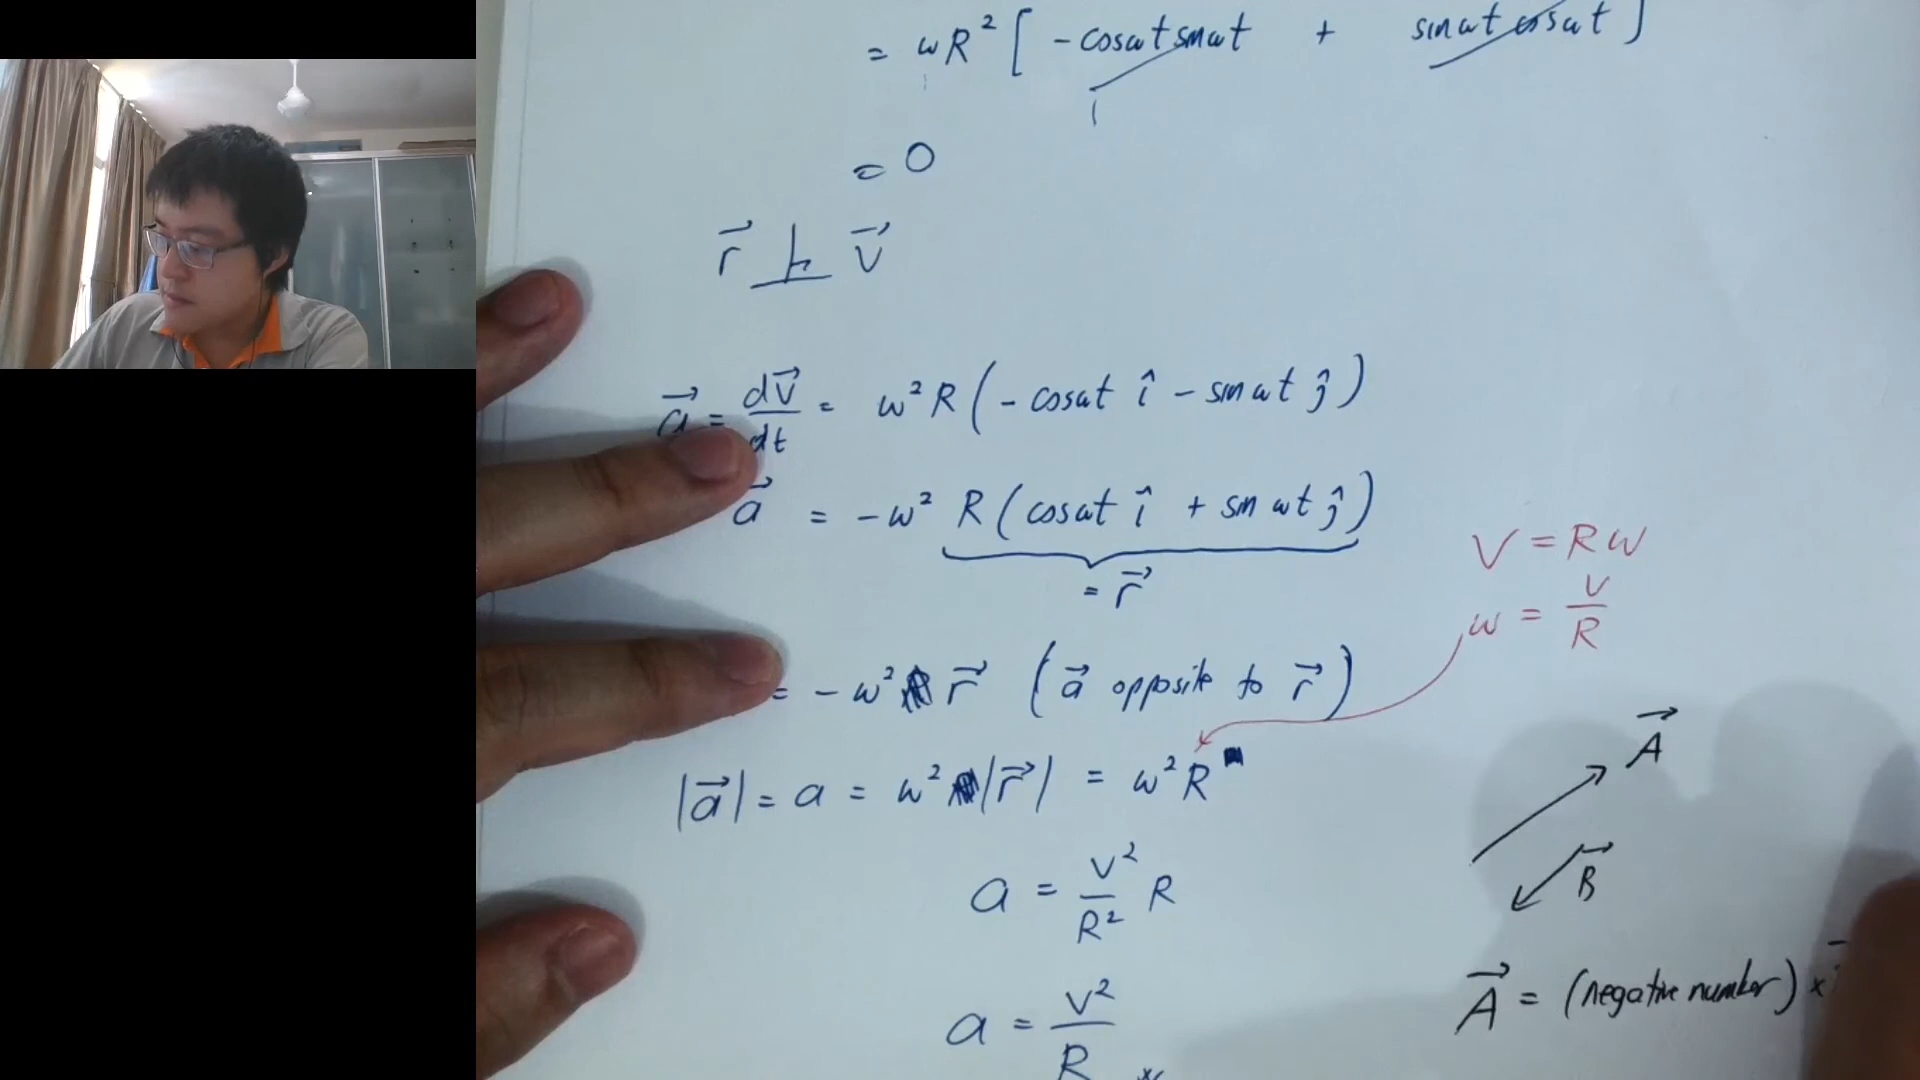 = ωR² [ - cosωt sinωt + sinωt cosωt ]
= 0
r⃗ ⊥ v⃗
a⃗ = dv⃗/dt = ω² R ( - cosωt î - sinωt ĵ )
a⃗ = - ω² R ( cosωt î + sinωt ĵ )
= r⃗
V = Rω
ω = V/R
= - ω² r⃗ ( a⃗ opposite to r⃗ )
|a⃗| = a = ω² |r⃗| = ω² R
A⃗
B⃗
a = V²/R² R
A⃗ = (negative number) ×
a = V²/R